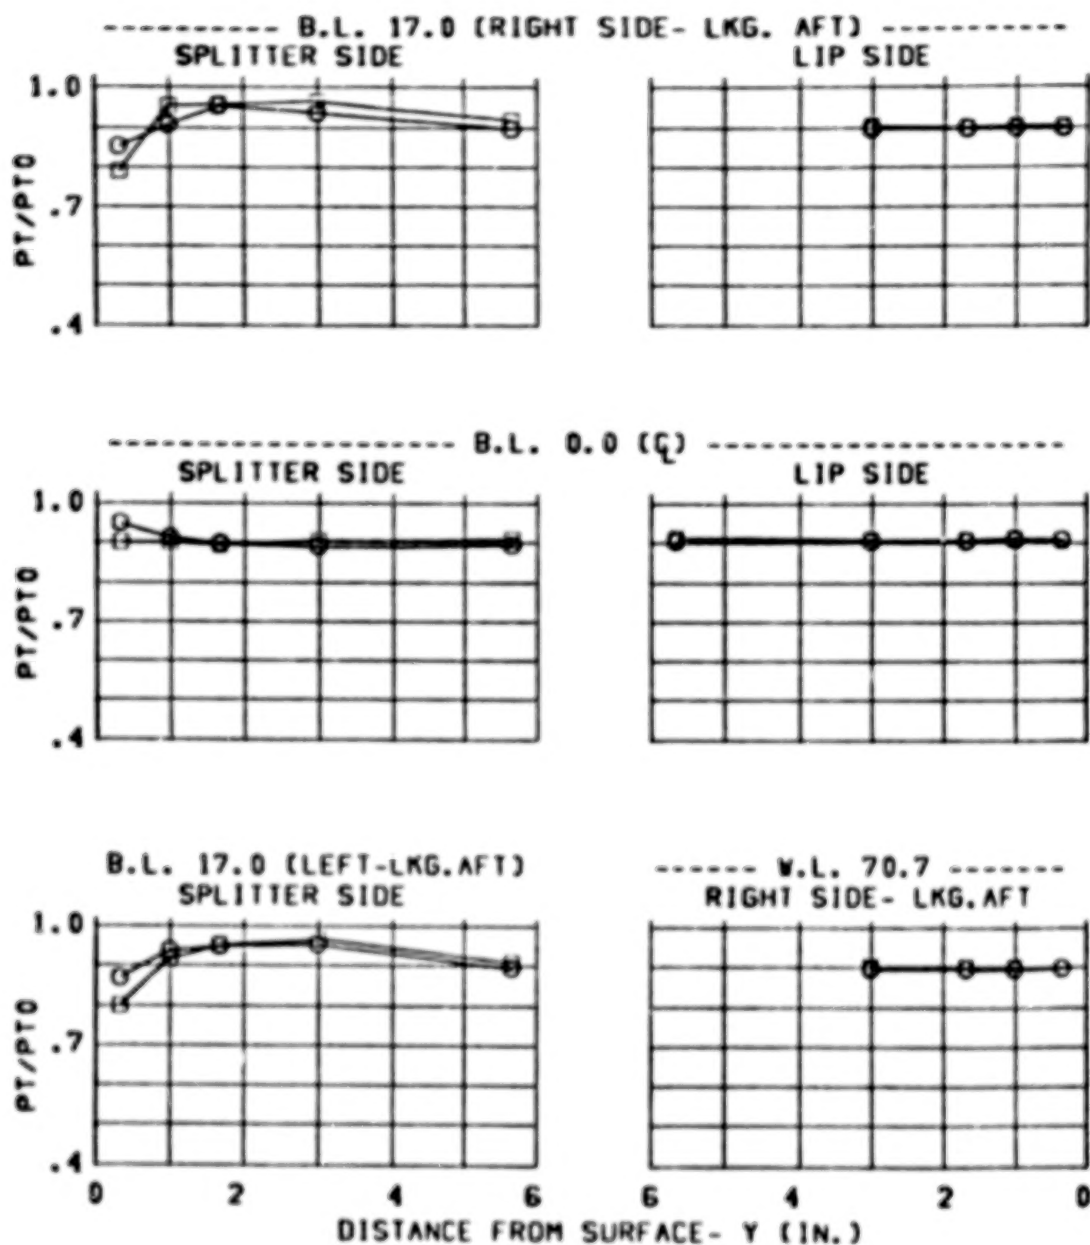 ---------- B.L. 17.0 (RIGHT SIDE- LKG. AFT) ------------
SPLITTER SIDE
LIP SIDE
1.0
.7
.4
PT/PTO
-------------------- B.L. 0.0 (℄) ---------------------
SPLITTER SIDE
LIP SIDE
1.0
.7
.4
PT/PTO
B.L. 17.0 (LEFT-LKG.AFT)
SPLITTER SIDE
------ W.L. 70.7 -------
RIGHT SIDE- LKG.AFT
1.0
.7
.4
PT/PTO
0 2 4 6
6 4 2 0
DISTANCE FROM SURFACE- Y (IN.)